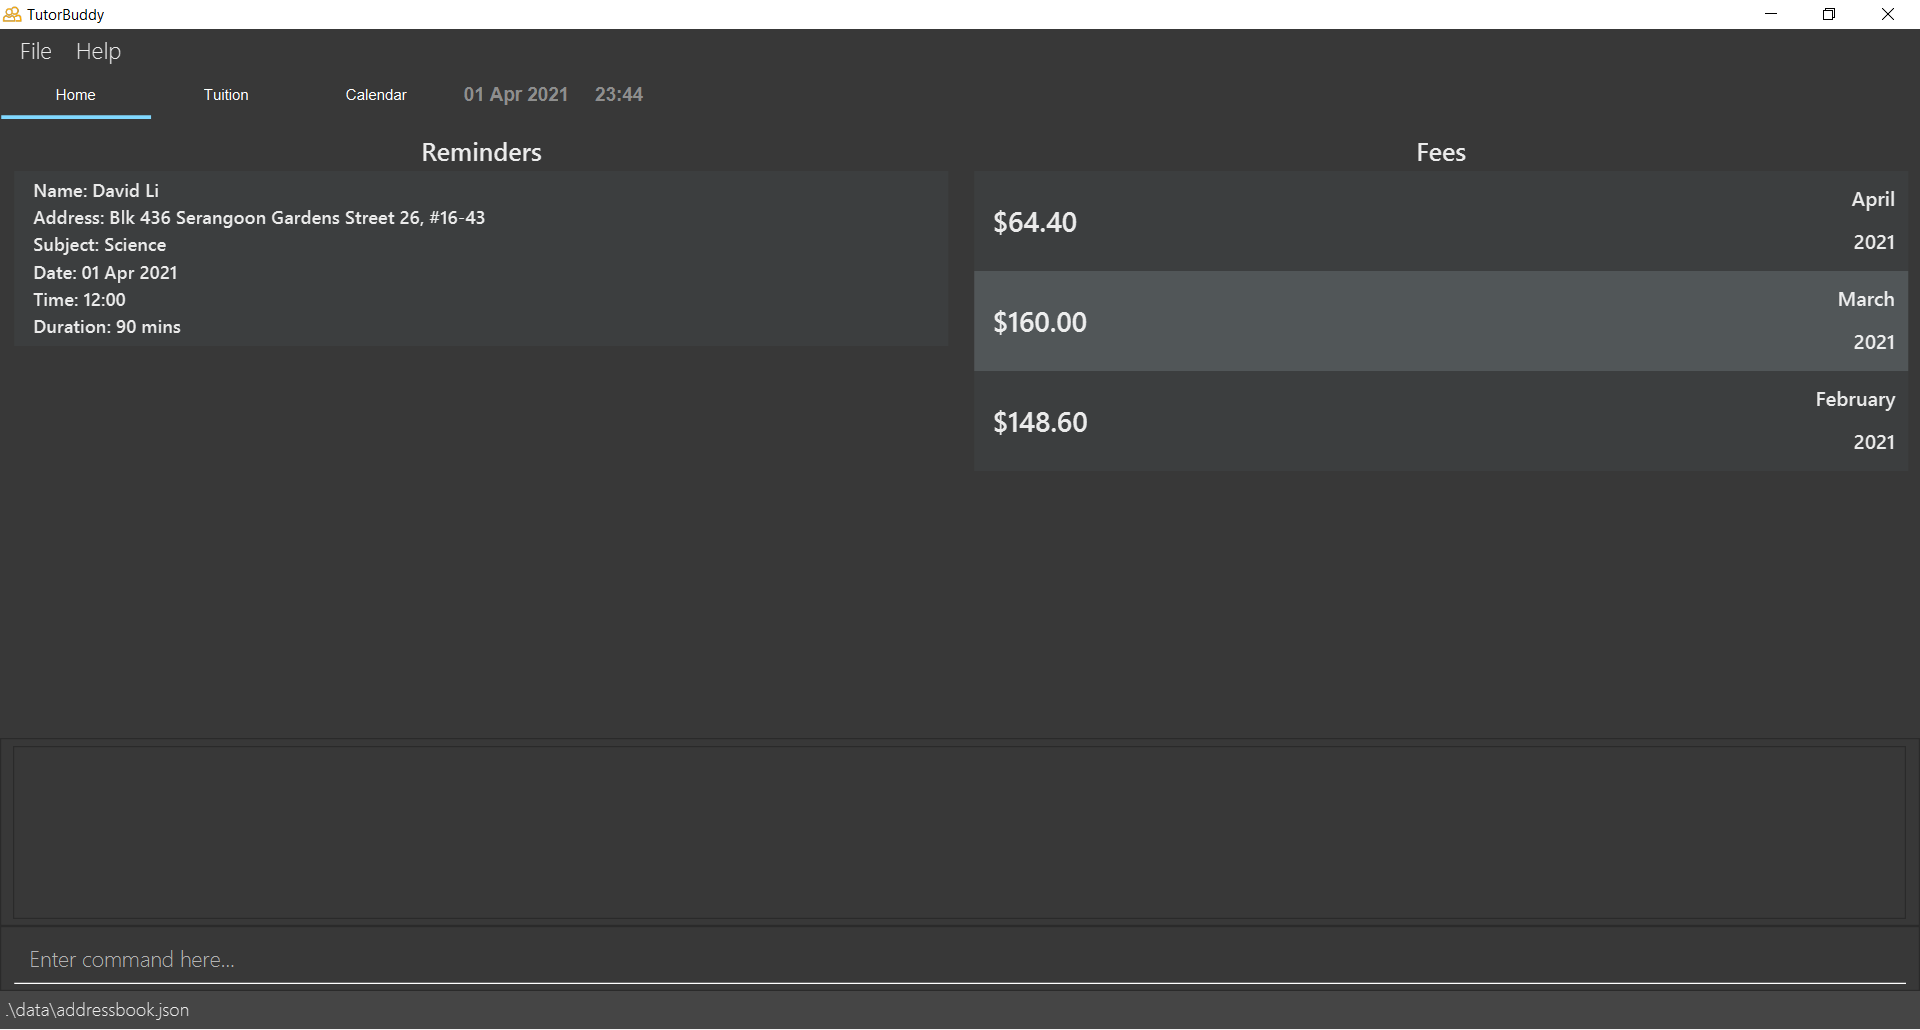 TutorBuddy
File Help
Home Tuition Calendar 01 Apr 2021 23:44
Reminders
Name: David Li
Address: Blk 436 Serangoon Gardens Street 26, #16-43
Subject: Science
Date: 01 Apr 2021
Time: 12:00
Duration: 90 mins
Fees
$64.40
April
2021
$160.00
March
2021
$148.60
February
2021
Enter command here...
.\data\addressbook.json